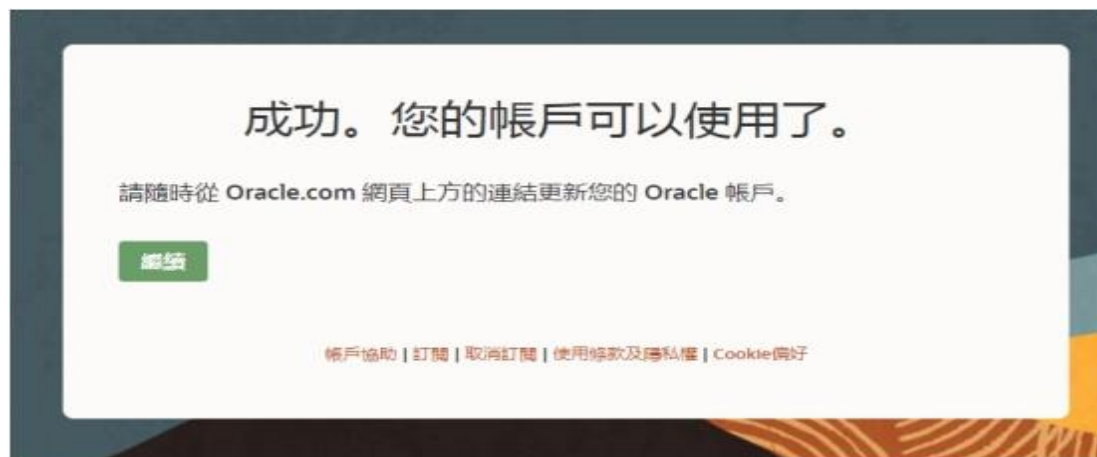 成功。您的帳戶可以使用了。
請隨時從 Oracle.com 網頁上方的連結更新您的 Oracle 帳戶。
繼續
帳戶協助 | 訂閱 | 取消訂閱 | 使用條款及隱私權 | Cookie偏好